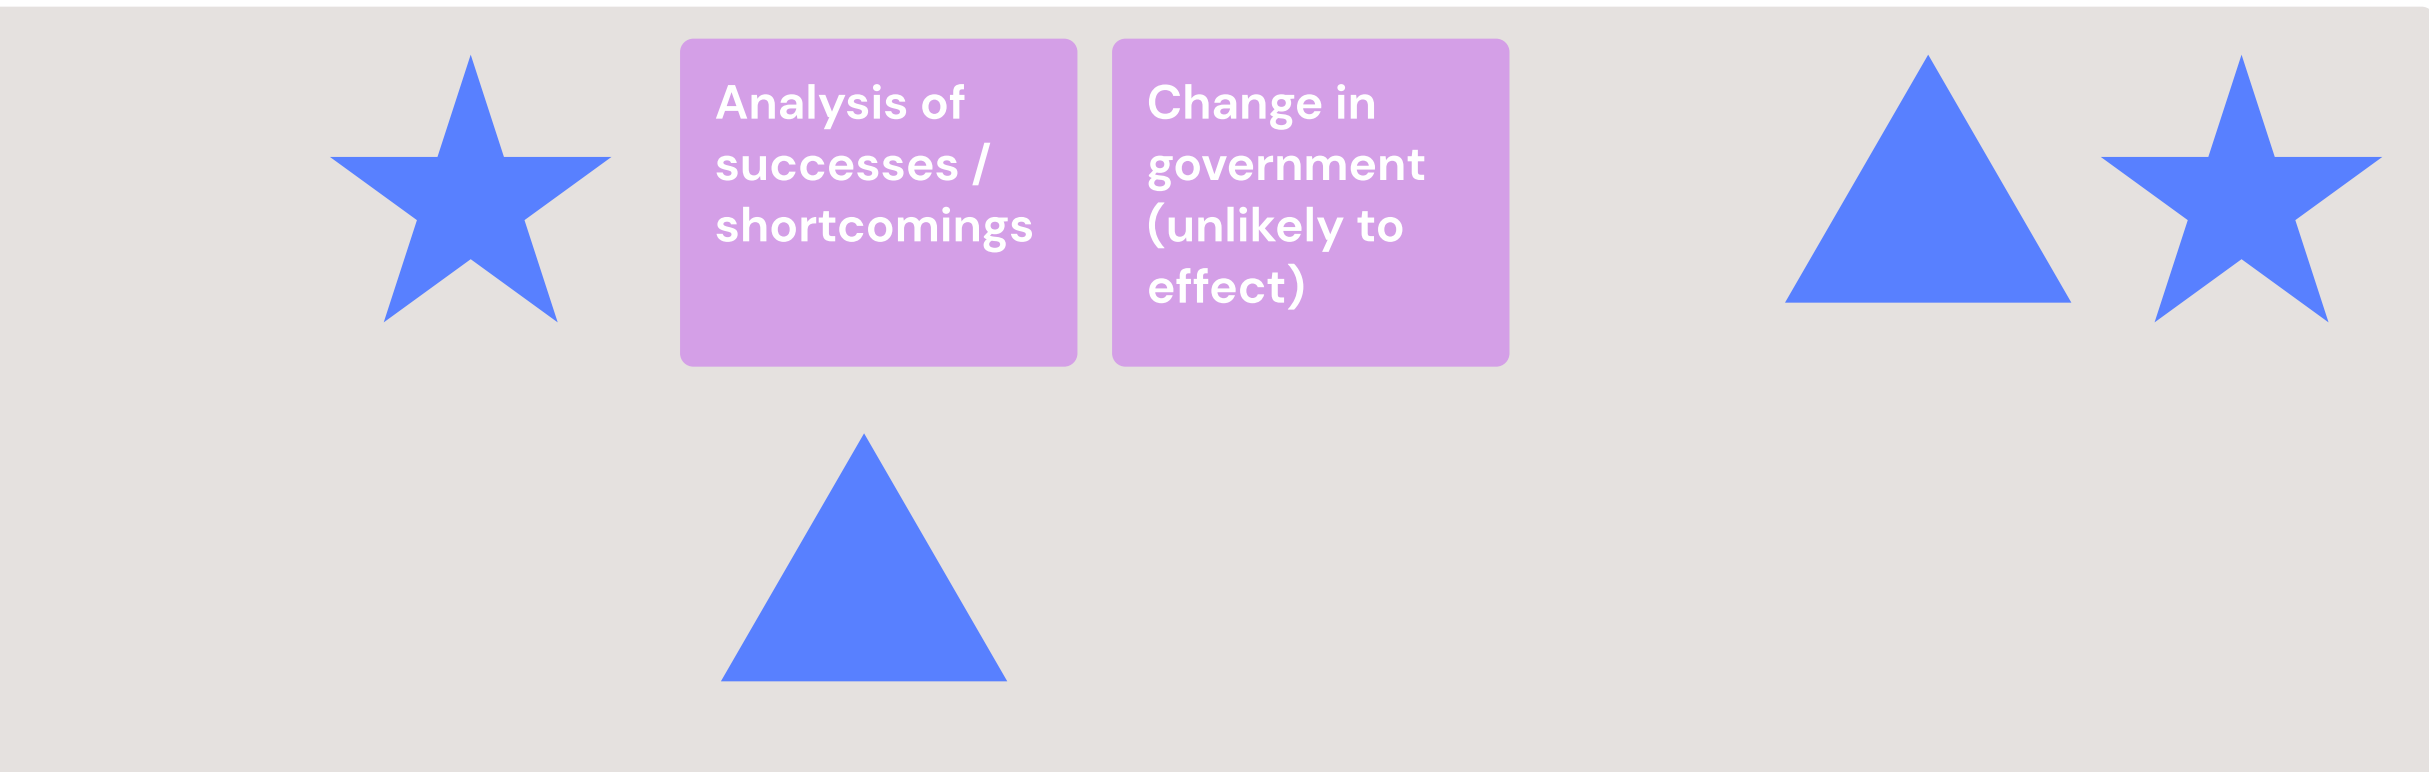 Analysis of
successes /
shortcomings
Change in
government
(unlikely to
effect)